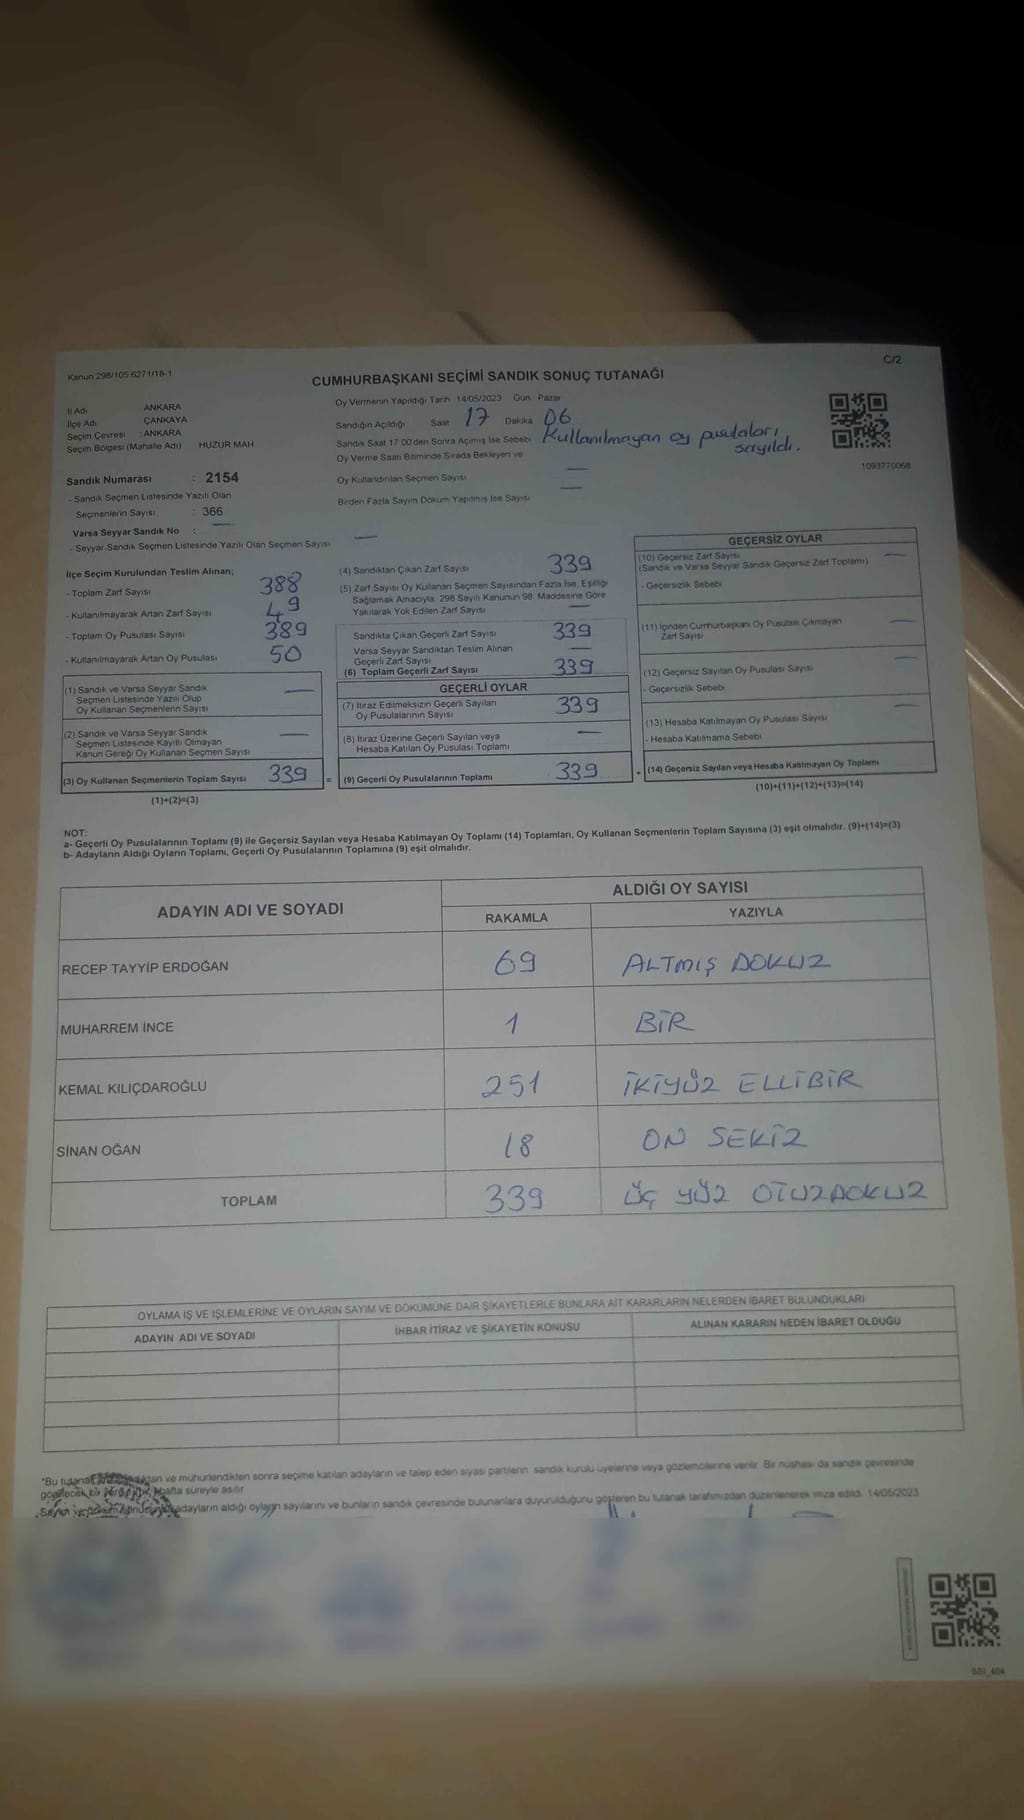 C/2
Kanun 298/105 6271/18-1
CUMHURBAŞKANI SEÇİMİ SANDIK SONUÇ TUTANAĞI
İl Adı ANKARA
İlçe Adı ÇANKAYA
Seçim Çevresi : ANKARA
Seçim Bölgesi (Mahalle Adı) HUZUR MAH
Sandık Numarası : 2154
- Sandık Seçmen Listesinde Yazılı Olan
Seçmenlerin Sayısı : 366
Varsa Seyyar Sandık No : —
- Seyyar Sandık Seçmen Listesinde Yazılı Olan Seçmen Sayısı —
Oy Vermenin Yapıldığı Tarih 14/05/2023 Gün Pazar
Sandığın Açıldığı Saat 17 Dakika 06
Sandık Saat 17 00'den Sonra Açılmış İse Sebebi Kullanılmayan oy pusulaları
sayıldı.
Oy Verme Saati Bitiminde Sırada Bekleyen ve
Oy Kullandırılan Seçmen Sayısı —
Birden Fazla Sayım Döküm Yapılmış İse Sayısı —
1093770068
İlçe Seçim Kurulundan Teslim Alınan;
- Toplam Zarf Sayısı 388
- Kullanılmayarak Artan Zarf Sayısı 49
- Toplam Oy Pusulası Sayısı 389
- Kullanılmayarak Artan Oy Pusulası 50
(1) Sandık ve Varsa Seyyar Sandık
Seçmen Listesinde Yazılı Olup
Oy Kullanan Seçmenlerin Sayısı —
(2) Sandık ve Varsa Seyyar Sandık
Seçmen Listesinde Kayıtlı Olmayan
Kanun Gereği Oy Kullanan Seçmen Sayısı —
(3) Oy Kullanan Seçmenlerin Toplam Sayısı 339 =
(1)+(2)=(3)
(4) Sandıktan Çıkan Zarf Sayısı 339
(5) Zarf Sayısı Oy Kullanan Seçmen Sayısından Fazla İse, Eşitliği
Sağlamak Amacıyla, 298 Sayılı Kanunun 98. Maddesine Göre
Yakılarak Yok Edilen Zarf Sayısı —
Sandıkta Çıkan Geçerli Zarf Sayısı 339
Varsa Seyyar Sandıktan Teslim Alınan
Geçerli Zarf Sayısı —
(6) Toplam Geçerli Zarf Sayısı 339
GEÇERLİ OYLAR
(7) İtiraz Edilmeksizin Geçerli Sayılan
Oy Pusulalarının Sayısı 339
(8) İtiraz Üzerine Geçerli Sayılan veya
Hesaba Katılan Oy Pusulası Toplamı —
(9) Geçerli Oy Pusulalarının Toplamı 339 +
GEÇERSİZ OYLAR
(10) Geçersiz Zarf Sayısı —
(Sandık ve Varsa Seyyar Sandık Geçersiz Zarf Toplamı)
- Geçersizlik Sebebi
(11) İçinden Cumhurbaşkanı Oy Pusulası Çıkmayan
Zarf Sayısı —
(12) Geçersiz Sayılan Oy Pusulası Sayısı —
- Geçersizlik Sebebi
(13) Hesaba Katılmayan Oy Pusulası Sayısı —
- Hesaba Katılmama Sebebi
(14) Geçersiz Sayılan veya Hesaba Katılmayan Oy Toplamı
(10)+(11)+(12)+(13)=(14)
NOT:
a- Geçerli Oy Pusulalarının Toplamı (9) ile Geçersiz Sayılan veya Hesaba Katılmayan Oy Toplamı (14) Toplamları, Oy Kullanan Seçmenlerin Toplam Sayısına (3) eşit olmalıdır. (9)+(14)=(3)
b- Adayların Aldığı Oyların Toplamı, Geçerli Oy Pusulalarının Toplamına (9) eşit olmalıdır.
ADAYIN ADI VE SOYADI
ALDIĞI OY SAYISI
RAKAMLA YAZIYLA
RECEP TAYYİP ERDOĞAN 69 ALTMIŞ DOKUZ
MUHARREM İNCE 1 BİR
KEMAL KILIÇDAROĞLU 251 İKİYÜZ ELLİBİR
SİNAN OĞAN 18 ON SEKİZ
TOPLAM 339 ÜÇ YÜZ OTUZDOKUZ
OYLAMA İŞ VE İŞLEMLERİNE VE OYLARIN SAYIM VE DÖKÜMÜNE DAİR ŞİKAYETLERLE BUNLARA AİT KARARLARIN NELERDEN İBARET BULUNDUKLARI
ADAYIN ADI VE SOYADI İHBAR İTİRAZ VE ŞİKAYETİN KONUSU ALINAN KARARIN NEDEN İBARET OLDUĞU
*Bu ve mühürlendikten sonra seçime katılan adayların ve talep eden siyasi partilerin sandık kurulu üyelerine veya gözlemcilerine verilir. Bir nüshası da sandık çevresinde
görülecek bir hafta süreyle asılır
adayların aldığı oyların sayılarını ve bunların sandık çevresinde bulunanlara duyurulduğunu gösteren bu tutanak tarafımızdan düzenlenerek imza edildi. 14/05/2023